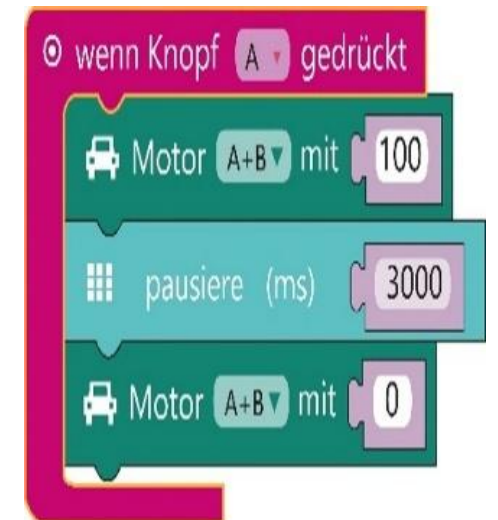 wenn Knopf A gedrückt
Motor A+B mit 100
pausiere (ms) 3000
Motor A+B mit 0